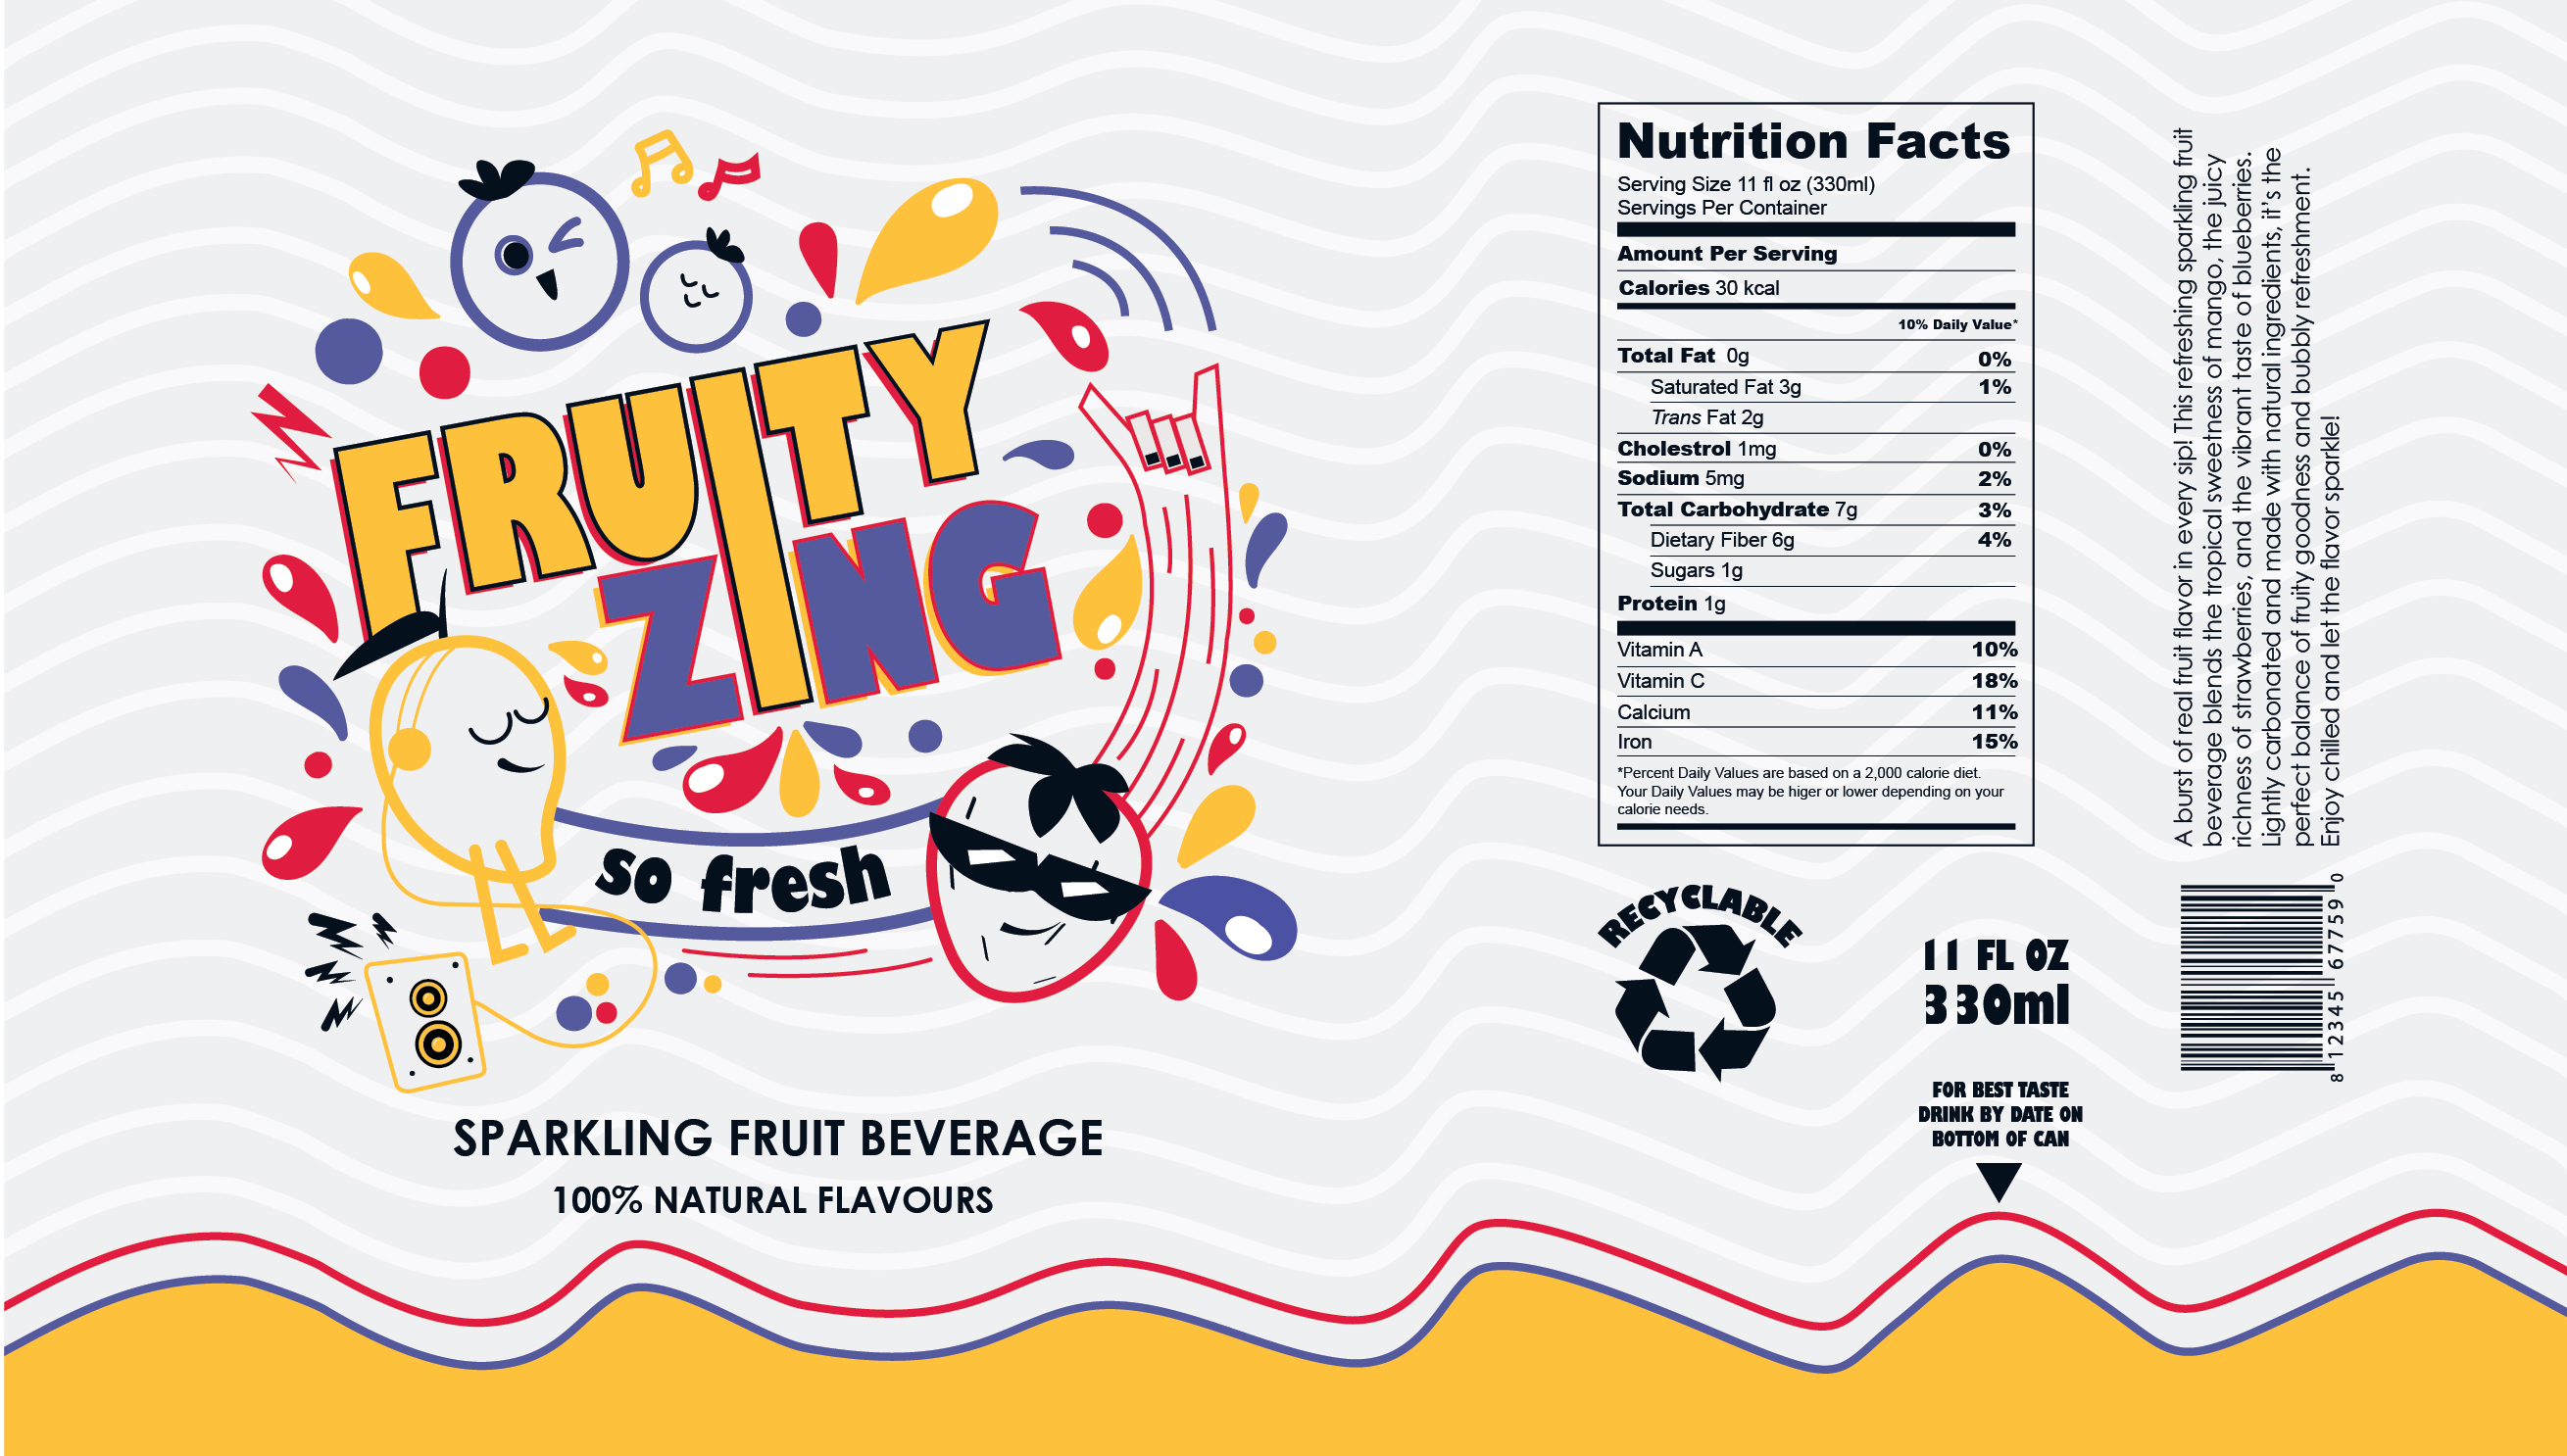 FRUITY
ZING
so fresh
SPARKLING FRUIT BEVERAGE
100% NATURAL FLAVOURS
Nutrition Facts
Serving Size 11 fl oz (330ml)
Servings Per Container
Amount Per Serving
Calories 30 kcal
10% Daily Value*
Total Fat 0g 0%
Saturated Fat 3g 1%
Trans Fat 2g
Cholestrol 1mg 0%
Sodium 5mg 2%
Total Carbohydrate 7g 3%
Dietary Fiber 6g 4%
Sugars 1g
Protein 1g
Vitamin A 10%
Vitamin C 18%
Calcium 11%
Iron 15%
*Percent Daily Values are based on a 2,000 calorie diet.
Your Daily Values may be higer or lower depending on your
calorie needs.
RECYCLABLE
11 FL OZ
330ml
FOR BEST TASTE
DRINK BY DATE ON
BOTTOM OF CAN
A burst of real fruit flavor in every sip! This refreshing sparkling fruit
beverage blends the tropical sweetness of mango, the juicy
richness of strawberries, and the vibrant taste of blueberries.
Lightly carbonated and made with natural ingredients, it's the
perfect balance of fruity goodness and bubbly refreshment.
Enjoy chilled and let the flavor sparkle!
8 12345 67759 0